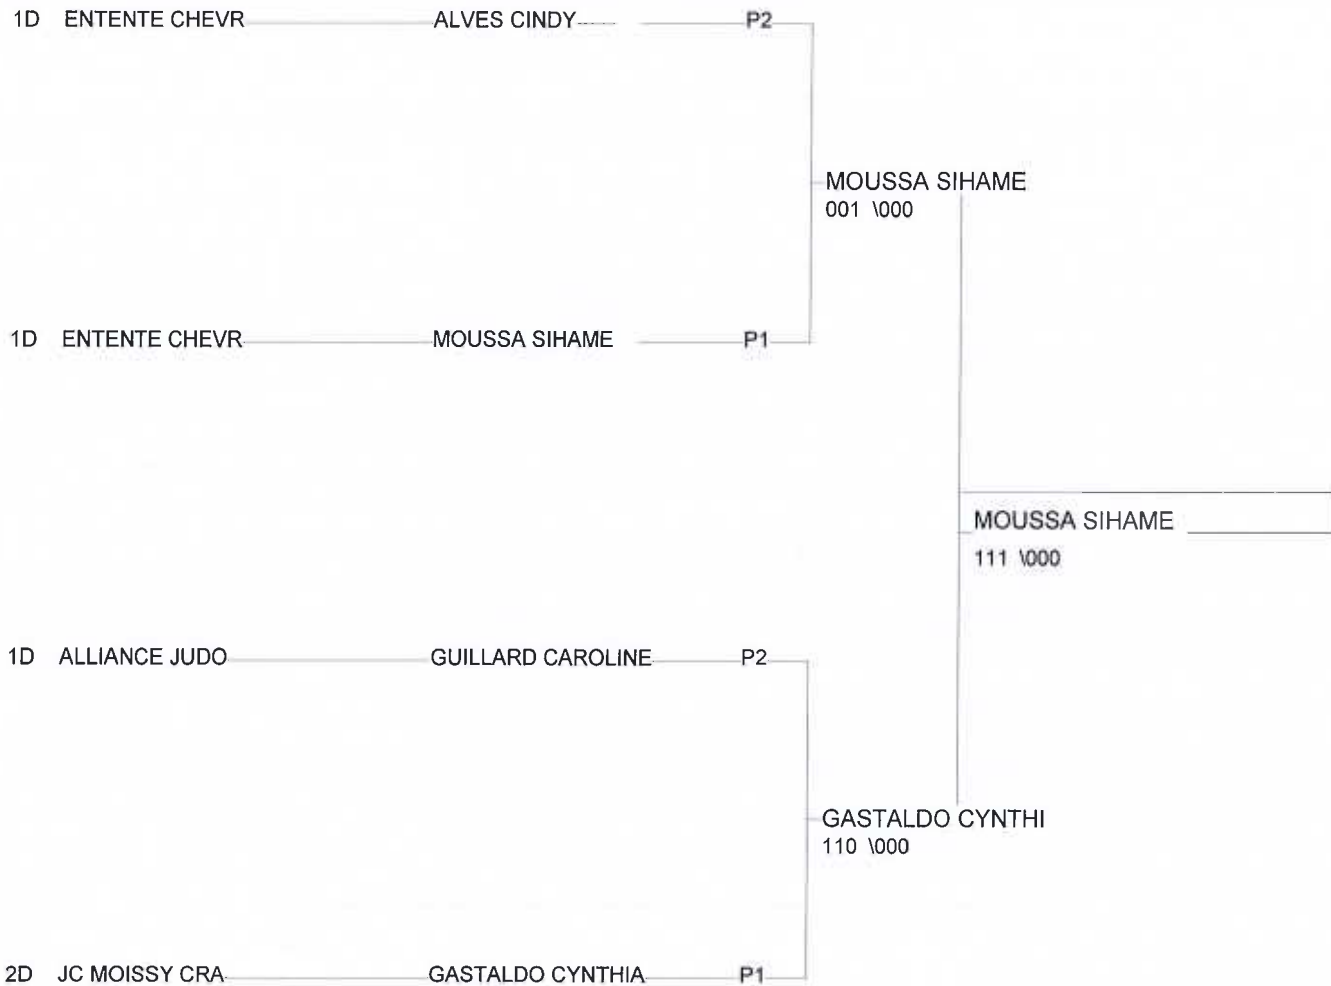 1D ENTENTE CHEVR ALVES CINDY P2
MOUSSA SIHAME
001 \000
1D ENTENTE CHEVR MOUSSA SIHAME P1
MOUSSA SIHAME
111 \000
1D ALLIANCE JUDO GUILLARD CAROLINE P2
GASTALDO CYNTHI
110 \000
2D JC MOISSY CRA GASTALDO CYNTHIA P1